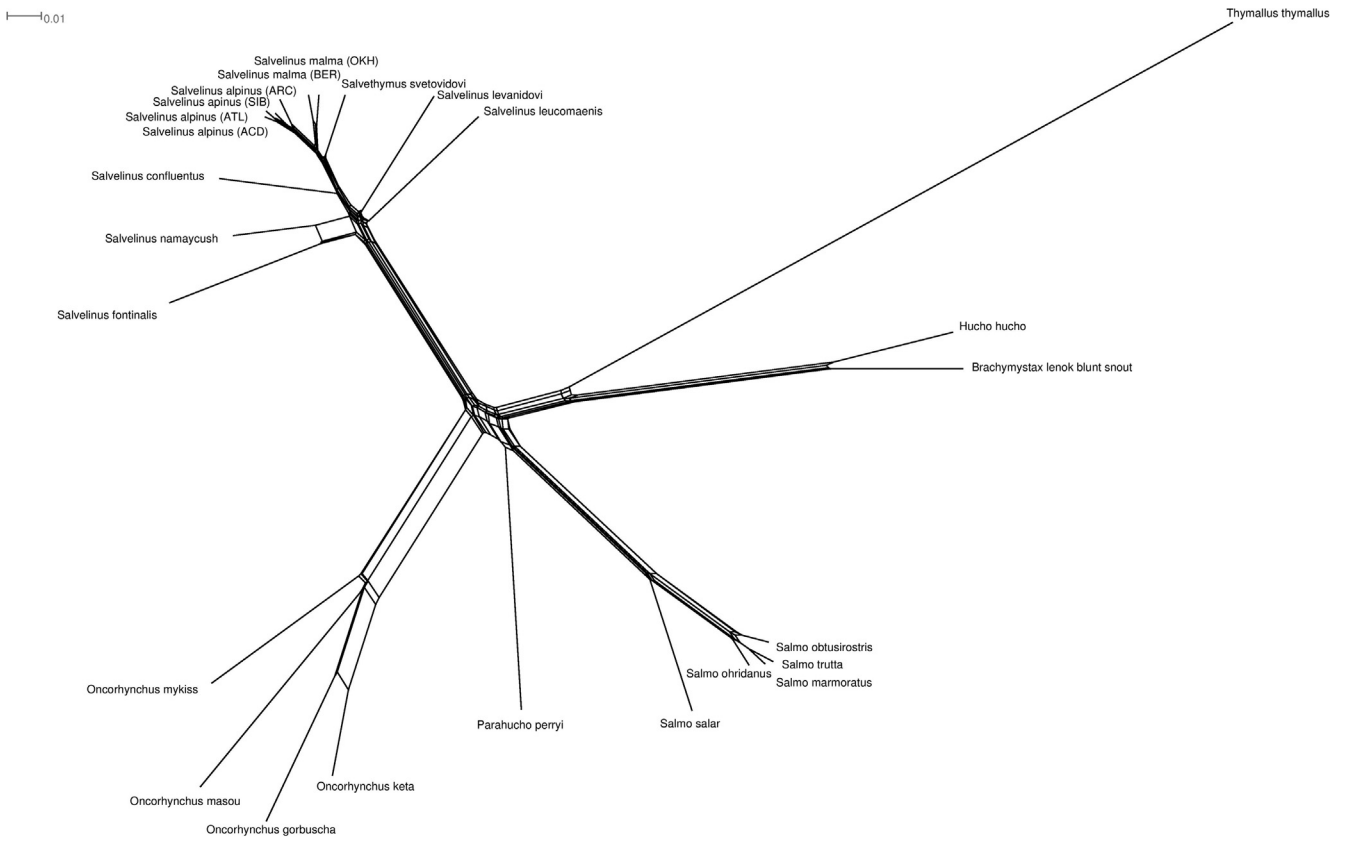 0.01
Thymallus thymallus
Salvelinus malma (OKH)
Salvelinus malma (BER)
Salvethymus svetovidovi
Salvelinus alpinus (ARC)
Salvelinus levanidovi
Salvelinus apinus (SIB)
Salvelinus leucomaenis
Salvelinus alpinus (ATL)
Salvelinus alpinus (ACD)
Salvelinus confluentus
Salvelinus namaycush
Salvelinus fontinalis
Hucho hucho
Brachymystax lenok blunt snout
Salmo obtusirostris
Salmo trutta
Salmo ohridanus
Salmo marmoratus
Oncorhynchus mykiss
Parahucho perryi
Salmo salar
Oncorhynchus keta
Oncorhynchus masou
Oncorhynchus gorbuscha